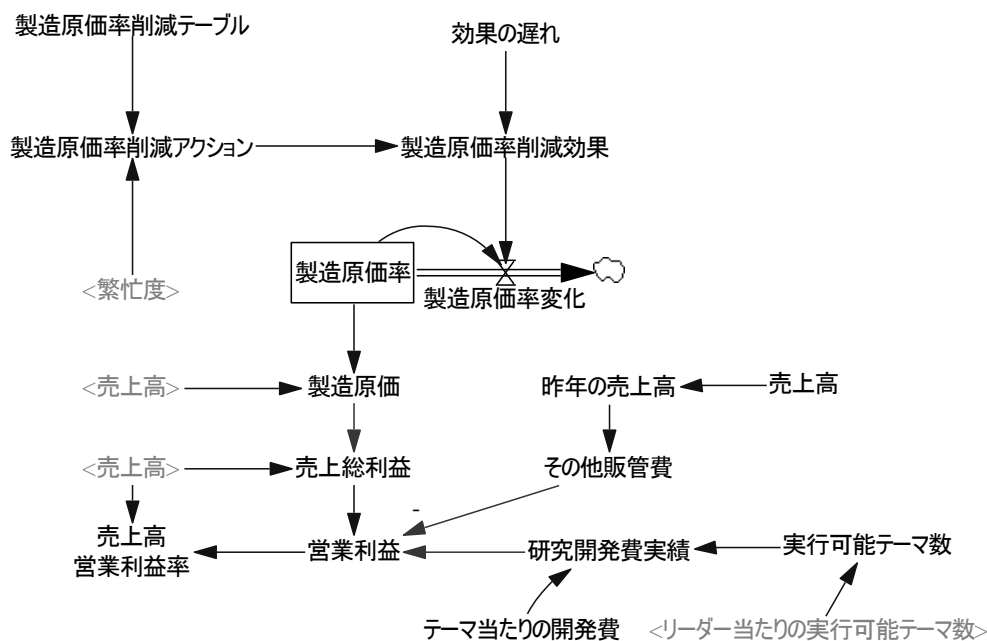 製造原価率削減テーブル
効果の遅れ
製造原価率削減アクション
製造原価率削減効果
<繁忙度>
製造原価率
製造原価率変化
<売上高>
製造原価
昨年の売上高
売上高
<売上高>
売上総利益
その他販管費
-
売上高
営業利益率
営業利益
研究開発費実績
実行可能テーマ数
テーマ当たりの開発費
<リーダー当たりの実行可能テーマ数>